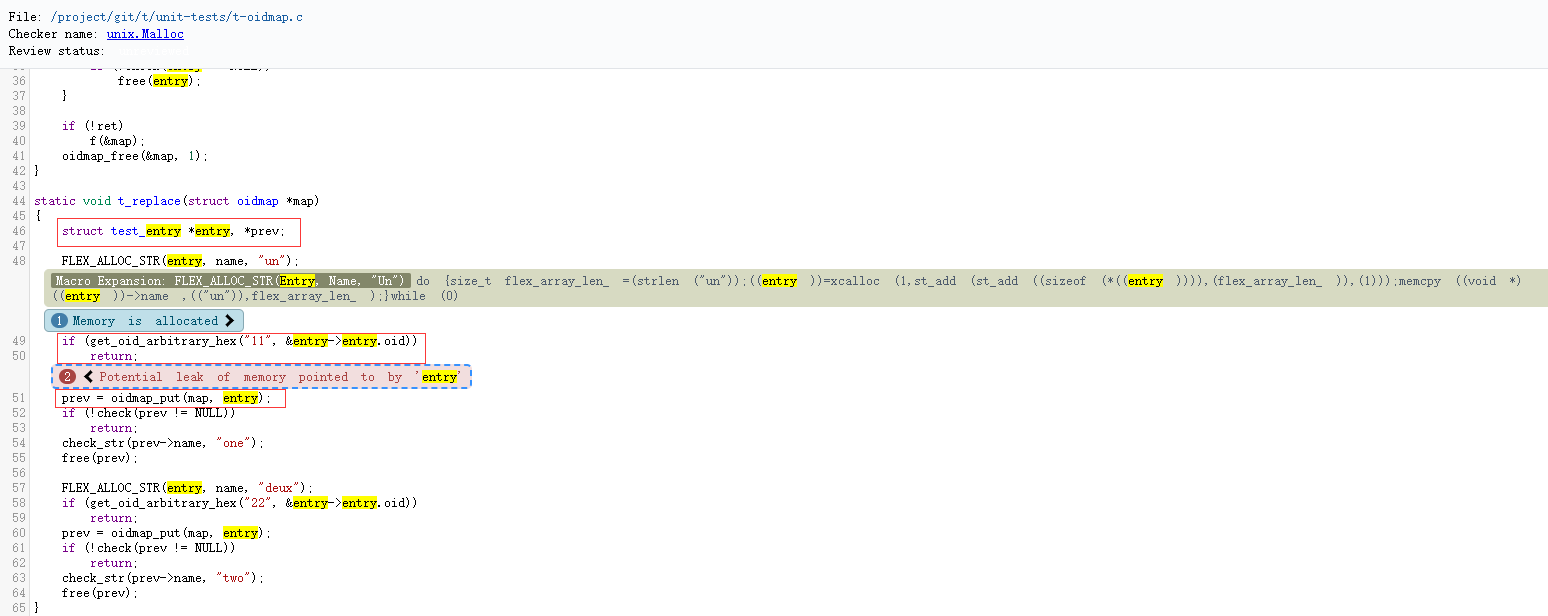 File: /project/git/t/unit-tests/t-oidmap.c
Checker name: unix.Malloc
Review status:
36 free(entry);
37 }
38
39 if (!ret)
40 f(&map);
41 oidmap_free(&map, 1);
42 }
43
44 static void t_replace(struct oidmap *map)
45 {
46 struct test_entry *entry, *prev;
47
48 FLEX_ALLOC_STR(entry, name, "un");
Macro Expansion: FLEX_ALLOC_STR(Entry, Name, "Un") do {size_t flex_array_len_ =(strlen ("un"));((entry ))=xcalloc (1,st_add (st_add ((sizeof (*((entry )))),(flex_array_len_ )),(1)));memcpy ((void *)
((entry ))->name ,(("un")),flex_array_len_ );}while (0)
1 Memory is allocated
49 if (get_oid_arbitrary_hex("11", &entry->entry.oid))
50 return;
2 Potential leak of memory pointed to by 'entry'
51 prev = oidmap_put(map, entry);
52 if (!check(prev != NULL))
53 return;
54 check_str(prev->name, "one");
55 free(prev);
56
57 FLEX_ALLOC_STR(entry, name, "deux");
58 if (get_oid_arbitrary_hex("22", &entry->entry.oid))
59 return;
60 prev = oidmap_put(map, entry);
61 if (!check(prev != NULL))
62 return;
63 check_str(prev->name, "two");
64 free(prev);
65 }